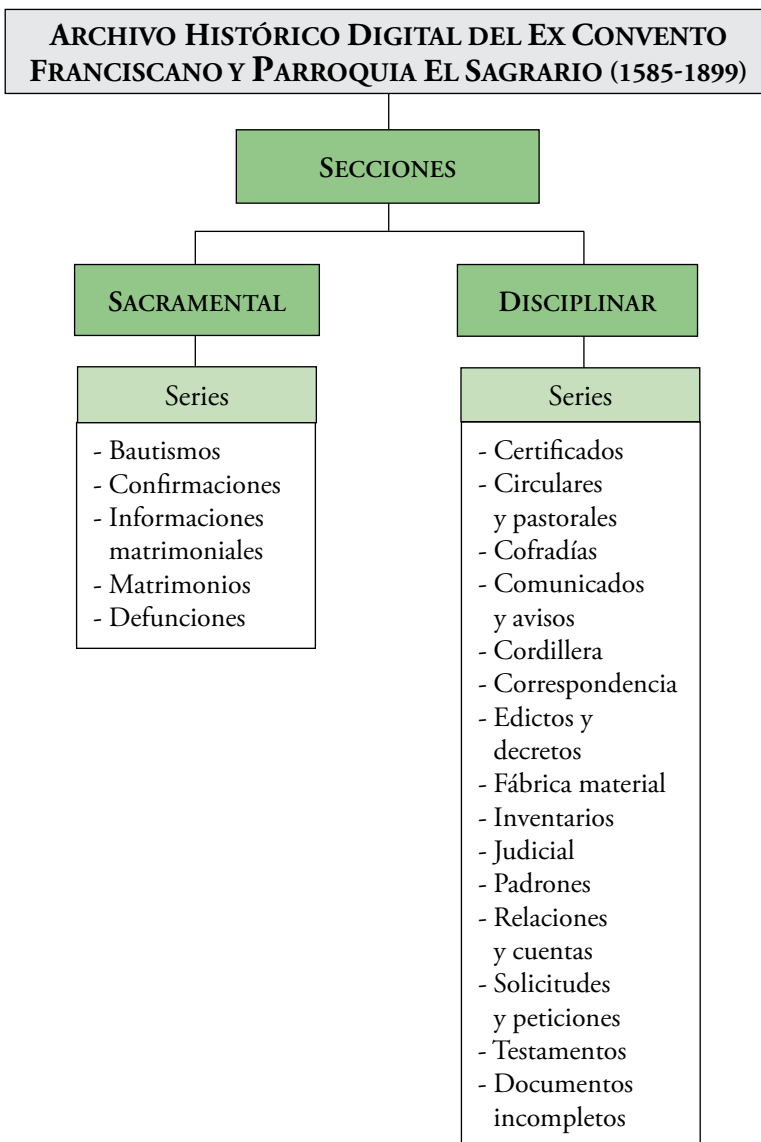 ARCHIVO HISTÓRICO DIGITAL DEL EX CONVENTO
FRANCISCANO Y PARROQUIA EL SAGRARIO (1585-1899)
SECCIONES
SACRAMENTAL
Series
- Bautismos
- Confirmaciones
- Informaciones
matrimoniales
- Matrimonios
- Defunciones
DISCIPLINAR
Series
- Certificados
- Circulares
y pastorales
- Cofradías
- Comunicados
y avisos
- Cordillera
- Correspondencia
- Edictos y
decretos
- Fábrica material
- Inventarios
- Judicial
- Padrones
- Relaciones
y cuentas
- Solicitudes
y peticiones
- Testamentos
- Documentos
incompletos